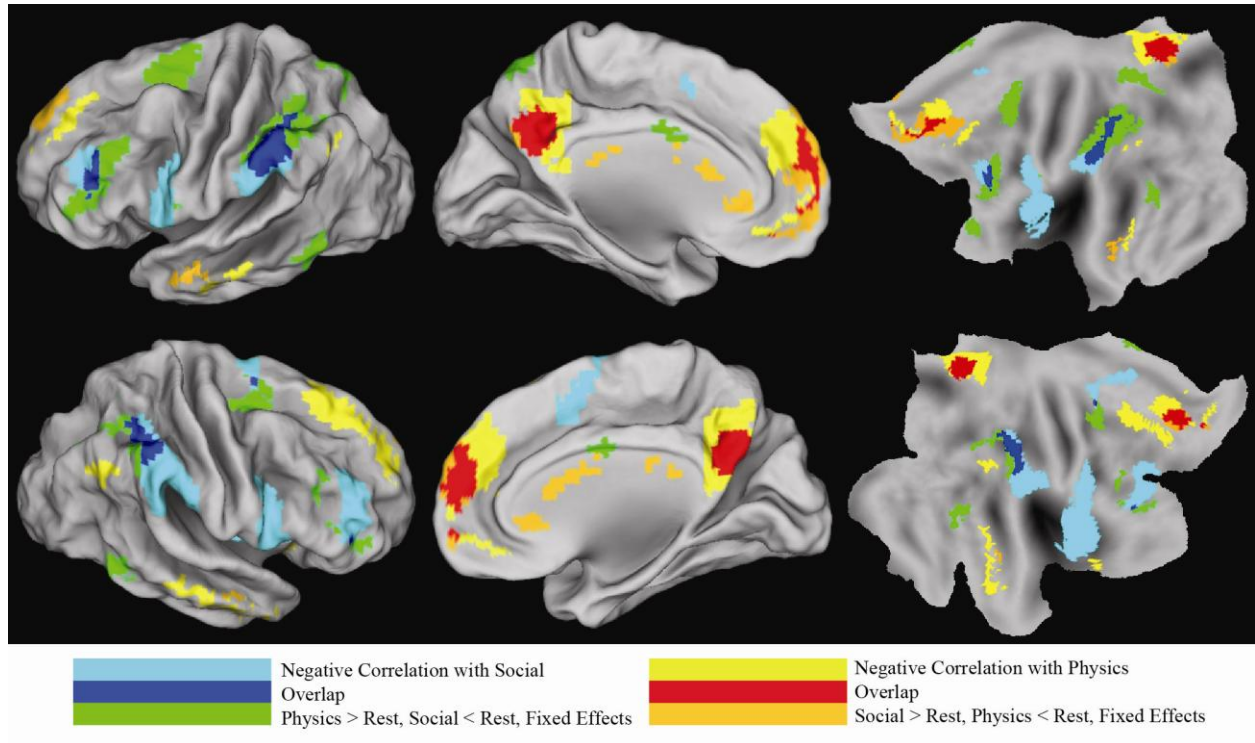 Negative Correlation with Social
Overlap
Physics > Rest, Social < Rest, Fixed Effects
Negative Correlation with Physics
Overlap
Social > Rest, Physics < Rest, Fixed Effects